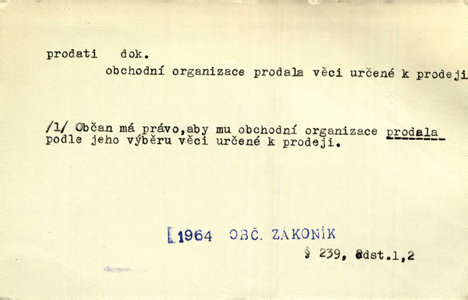 prodati dok.
obchodní organizace prodala věci určené k prodeji
/1/ Občan má právo,aby mu obchodní organizace prodala
podle jeho výběru věci určené k prodeji.
1964 OBČ. ZÁKONÍK
§ 239, odst.1,2